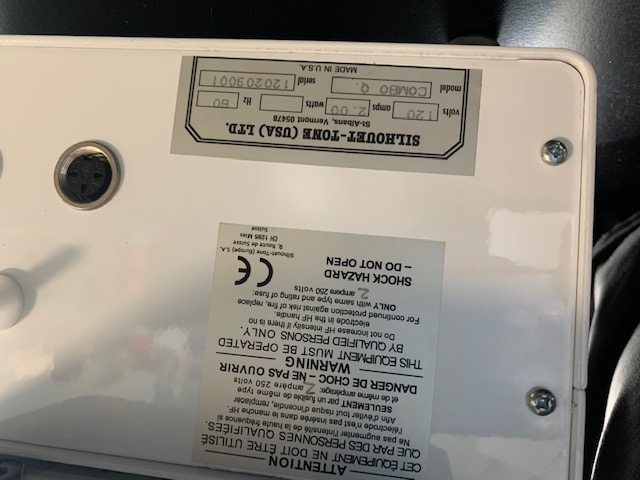 SILHOUET-TONE (USA) LTD.
St-Albans, Vermont 05478
volts 120 amps 2.00 watts Hz 60
model COMBO Q. serial 120209001
MADE IN U.S.A.
ATTENTION
CET ÉQUIPEMENT NE DOIT ÊTRE UTILISÉ
QUE PAR DES PERSONNES QUALIFIÉES.
Ne pas augmenter l'intensité de la haute fréquence si
l'électrode n'est pas insérée dans le manche HF.
Afin d'éviter tout risque d'incendie, remplacer
SEULEMENT par un fusible de même type
et de même ampérage: 2 ampère 250 volts
DANGER DE CHOC – NE PAS OUVRIR
WARNING
THIS EQUIPMENT MUST BE OPERATED
BY QUALIFIED PERSONS ONLY.
Do not increase HF intensity if there is no
electrode in the HF handle.
For continued protection against risk of fire, replace
ONLY with same type and rating of fuse:
2 ampere 250 volts
SHOCK HAZARD
– DO NOT OPEN
CE
Silhouet-Tone (Europe) S.A.
9, Route de Suisse
CH 1295 Mies
Suisse